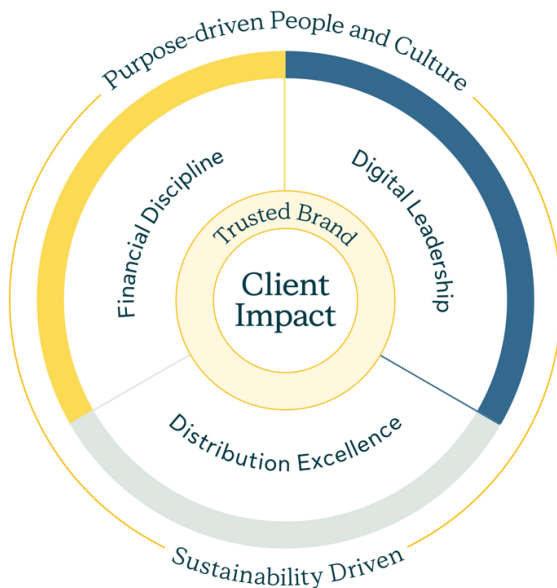 Purpose-driven People and Culture
Financial Discipline
Digital Leadership
Trusted Brand
Client
Impact
Distribution Excellence
Sustainability Driven